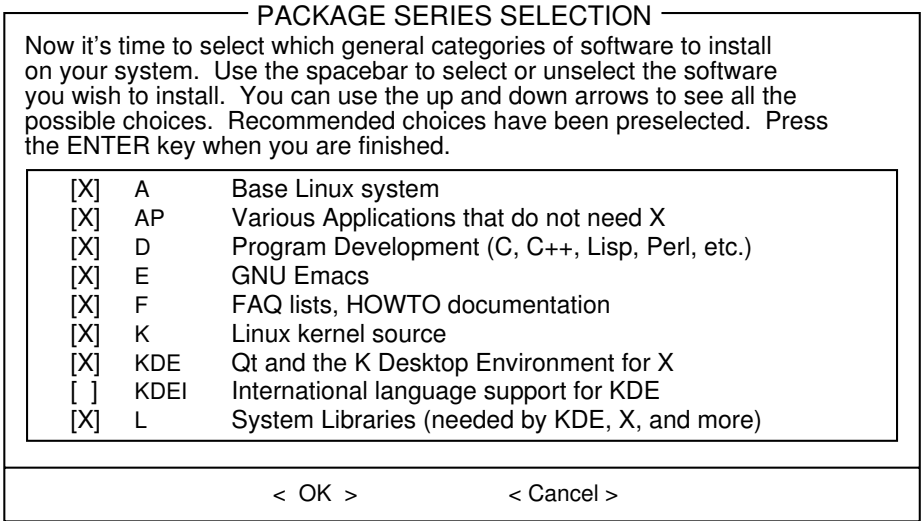 PACKAGE SERIES SELECTION
Now it's time to select which general categories of software to install
on your system.  Use the spacebar to select or unselect the software
you wish to install.  You can use the up and down arrows to see all the
possible choices.  Recommended choices have been preselected.  Press
the ENTER key when you are finished.
[X] A Base Linux system
[X] AP Various Applications that do not need X
[X] D Program Development (C, C++, Lisp, Perl, etc.)
[X] E GNU Emacs
[X] F FAQ lists, HOWTO documentation
[X] K Linux kernel source
[X] KDE Qt and the K Desktop Environment for X
[ ] KDEI International language support for KDE
[X] L System Libraries (needed by KDE, X, and more)
< OK > < Cancel >